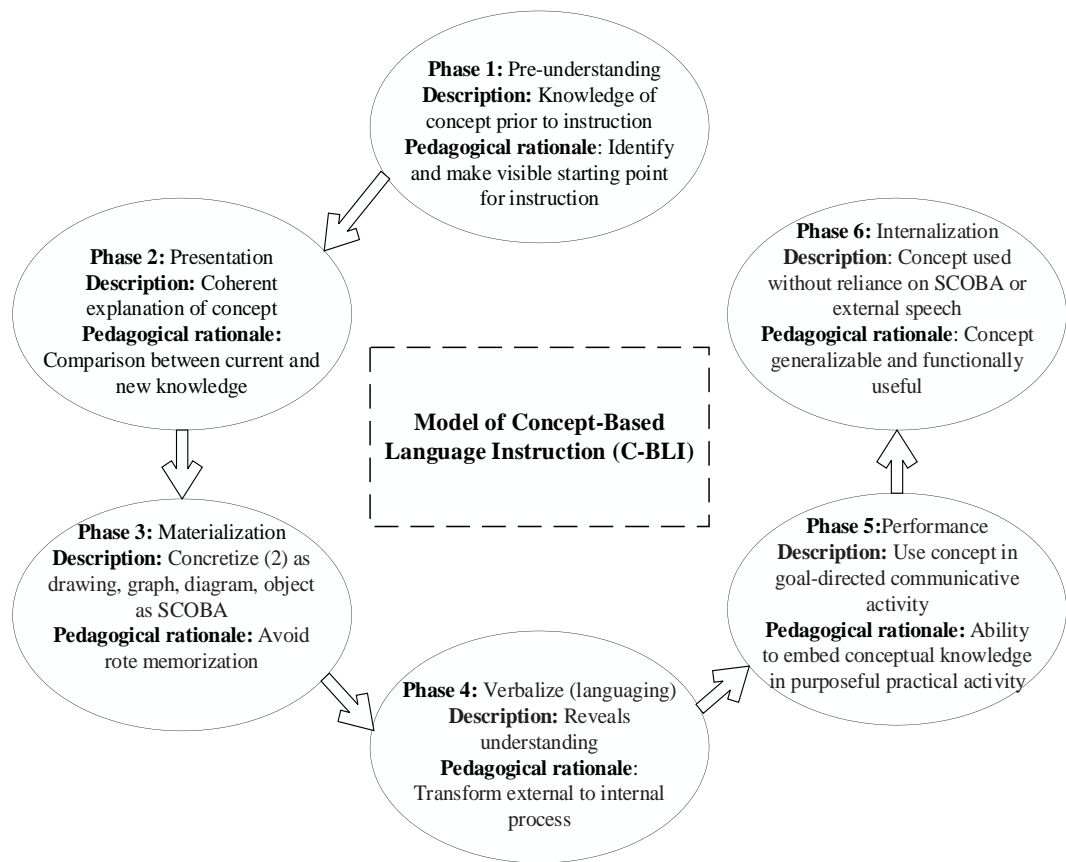 Phase 1: Pre-understanding
Description: Knowledge of
concept prior to instruction
Pedagogical rationale: Identify
and make visible starting point
for instruction
Phase 2: Presentation
Description: Coherent
explanation of concept
Pedagogical rationale:
Comparison between current and
new knowledge
Phase 3: Materialization
Description: Concretize (2) as
drawing, graph, diagram, object
as SCOBA
Pedagogical rationale: Avoid
rote memorization
Phase 4: Verbalize (languaging)
Description: Reveals
understanding
Pedagogical rationale:
Transform external to internal
process
Phase 5:Performance
Description: Use concept in
goal-directed communicative
activity
Pedagogical rationale: Ability
to embed conceptual knowledge
in purposeful practical activity
Phase 6: Internalization
Description: Concept used
without reliance on SCOBA or
external speech
Pedagogical rationale: Concept
generalizable and functionally
useful
Model of Concept-Based
Language Instruction (C-BLI)